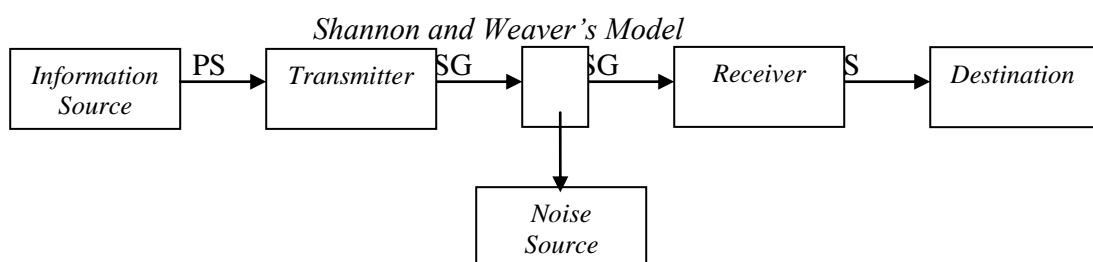 Shannon and Weaver’s Model
Information
Source
PS
Transmitter
SG
SG
Receiver
S
Destination
Noise
Source